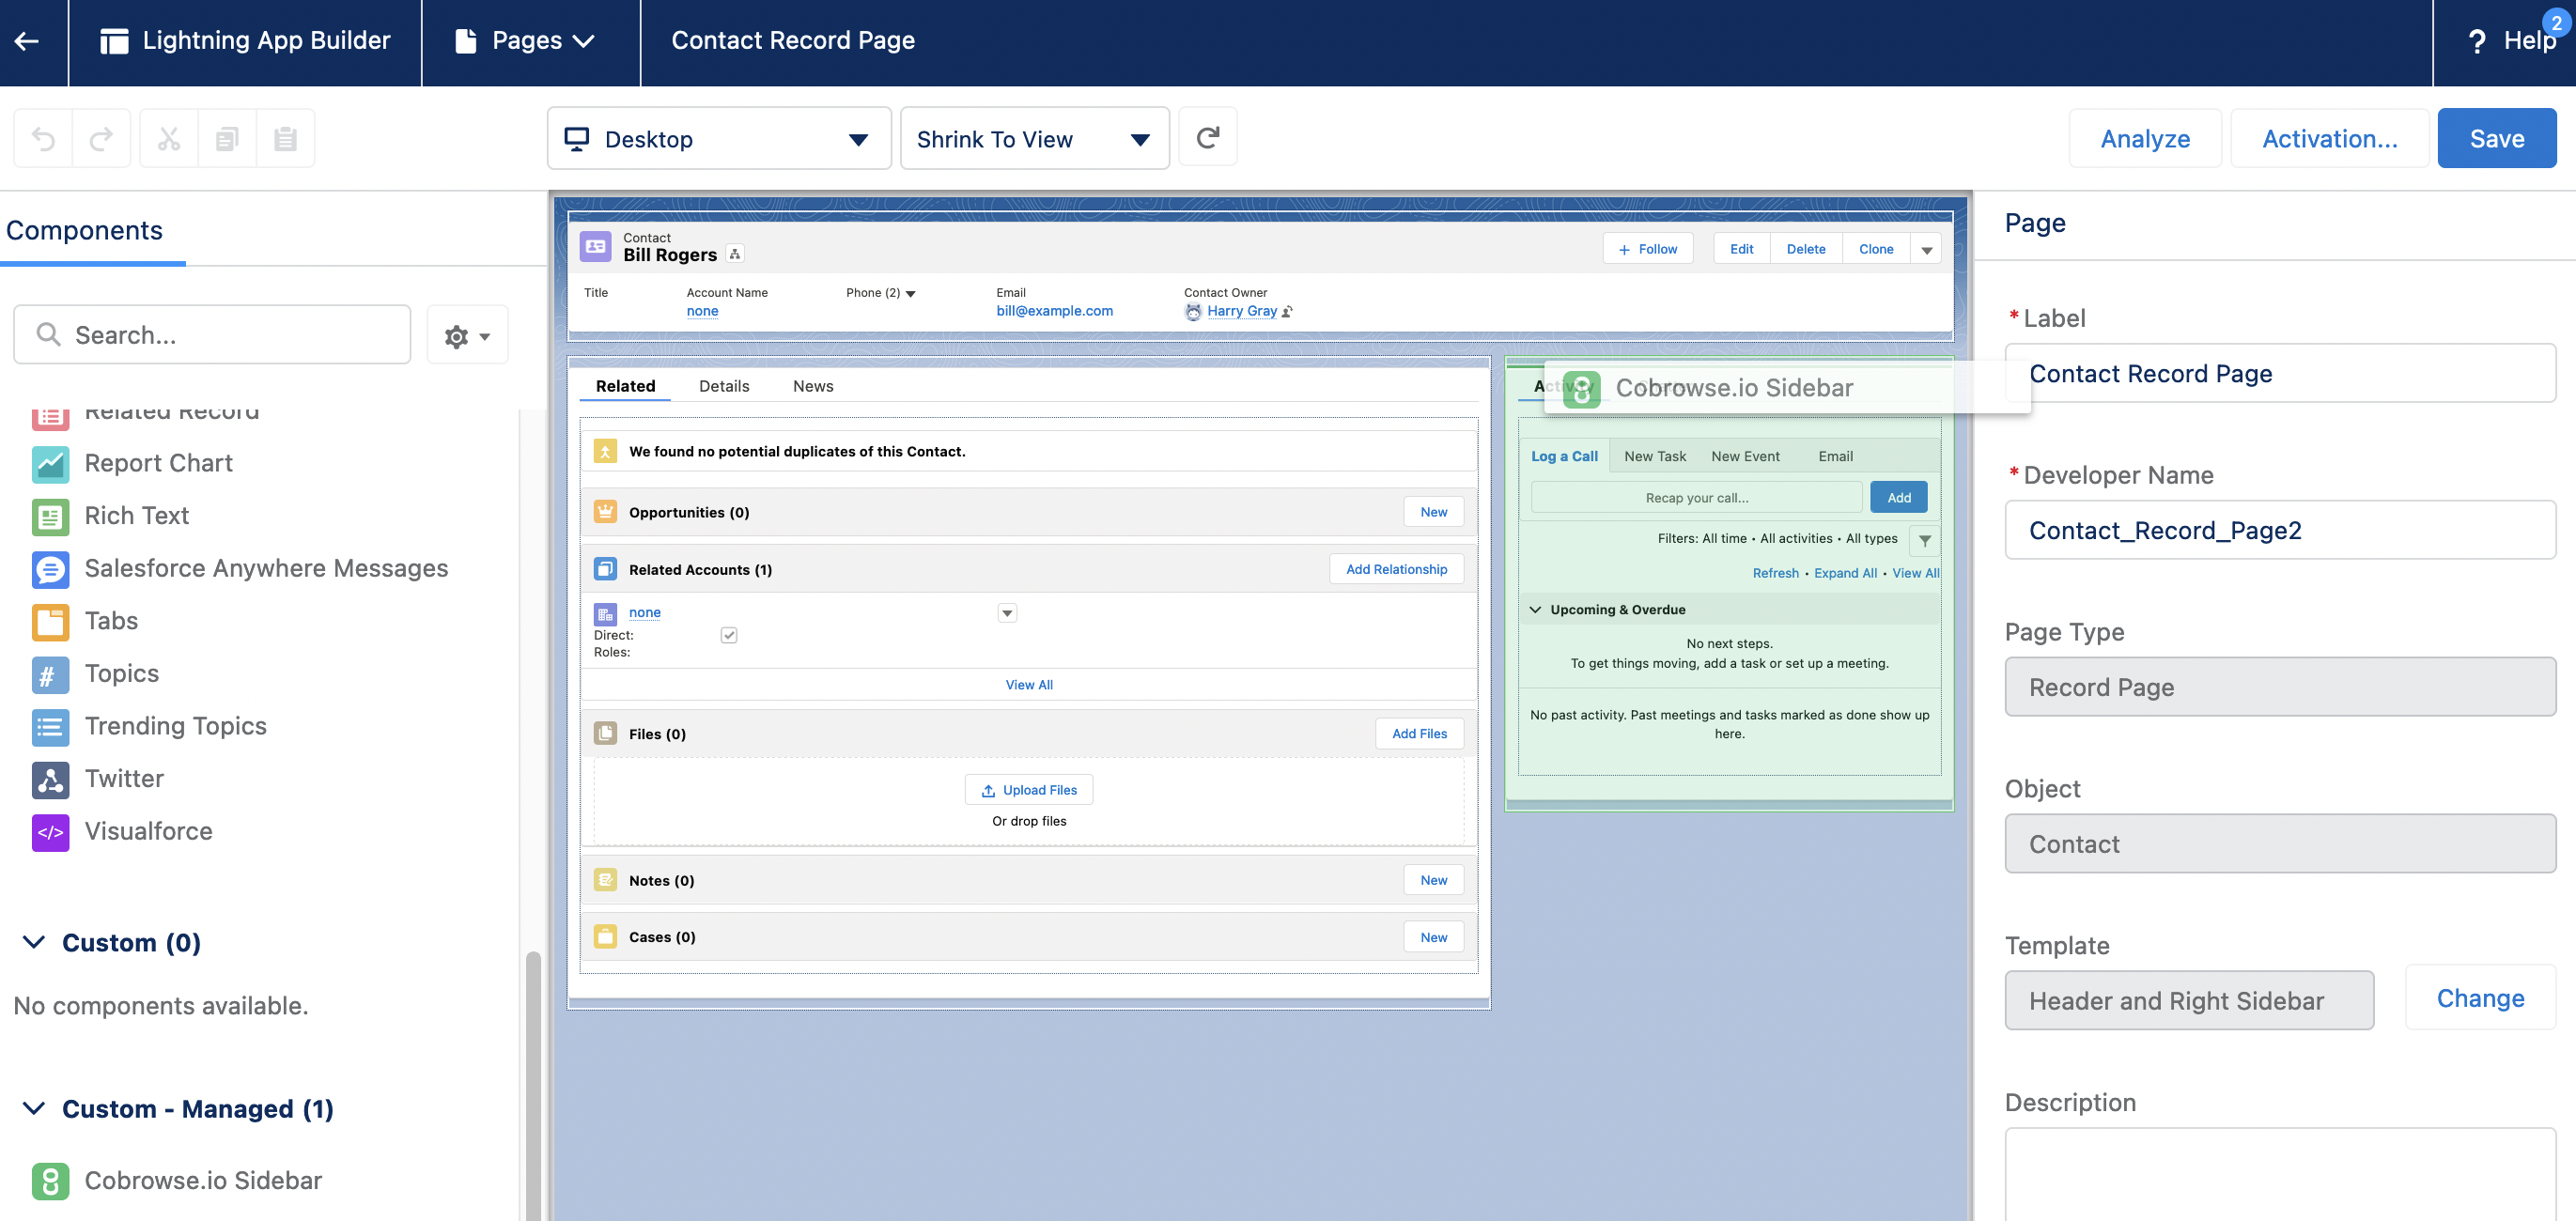 Lightning App Builder
Pages
Contact Record Page
? Help
2
Desktop
Shrink To View
Analyze
Activation...
Save
Components
Search...
Related Record
Report Chart
Rich Text
Salesforce Anywhere Messages
Tabs
# Topics
Trending Topics
Twitter
</> Visualforce
Custom (0)
No components available.
Custom - Managed (1)
Cobrowse.io Sidebar
Contact
Bill Rogers
+ Follow
Edit
Delete
Clone
Title
Account Name
Phone (2)
Email
Contact Owner
none
bill@example.com
Harry Gray
Related
Details
News
We found no potential duplicates of this Contact.
Opportunities (0)
New
Related Accounts (1)
Add Relationship
none
Direct:
Roles:
View All
Files (0)
Add Files
Upload Files
Or drop files
Notes (0)
New
Cases (0)
New
Activity
Cobrowse.io Sidebar
Log a Call
New Task
New Event
Email
Recap your call...
Add
Filters: All time • All activities • All types
Refresh • Expand All • View All
Upcoming & Overdue
No next steps.
To get things moving, add a task or set up a meeting.
No past activity. Past meetings and tasks marked as done show up
here.
Page
*Label
Contact Record Page
*Developer Name
Contact_Record_Page2
Page Type
Record Page
Object
Contact
Template
Header and Right Sidebar
Change
Description